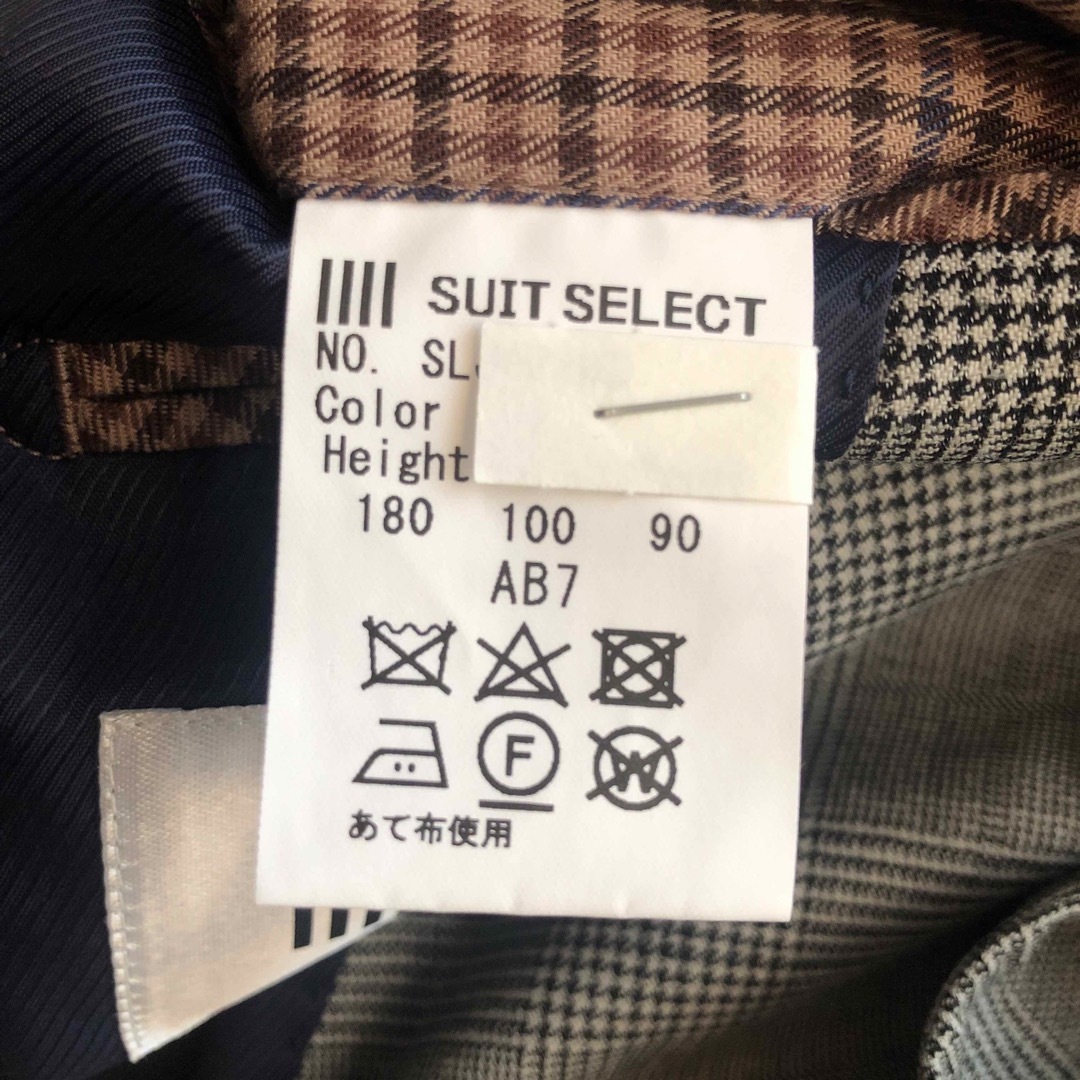 SUIT SELECT
NO. SL
Color
Height
180 100 90
AB7
F
W
あて布使用